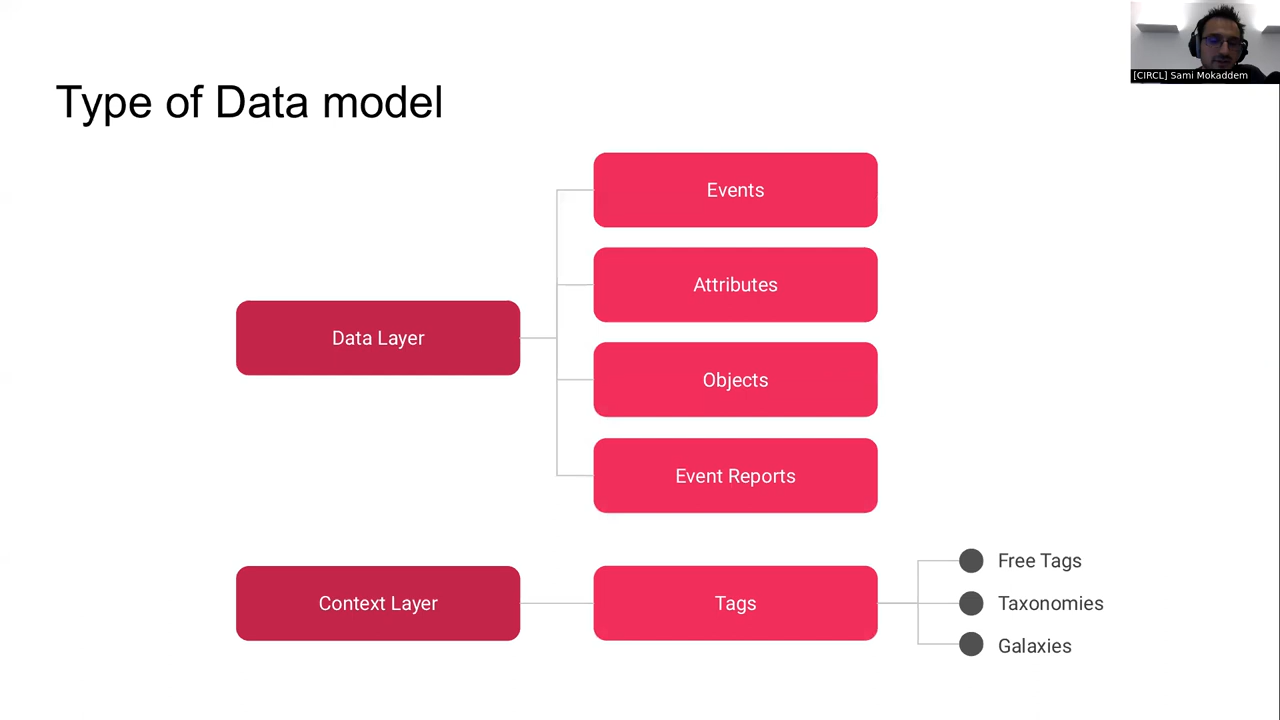 [CIRCL] Sami Mokaddem
Type of Data model
Events
Attributes
Data Layer
Objects
Event Reports
Context Layer
Tags
Free Tags
Taxonomies
Galaxies